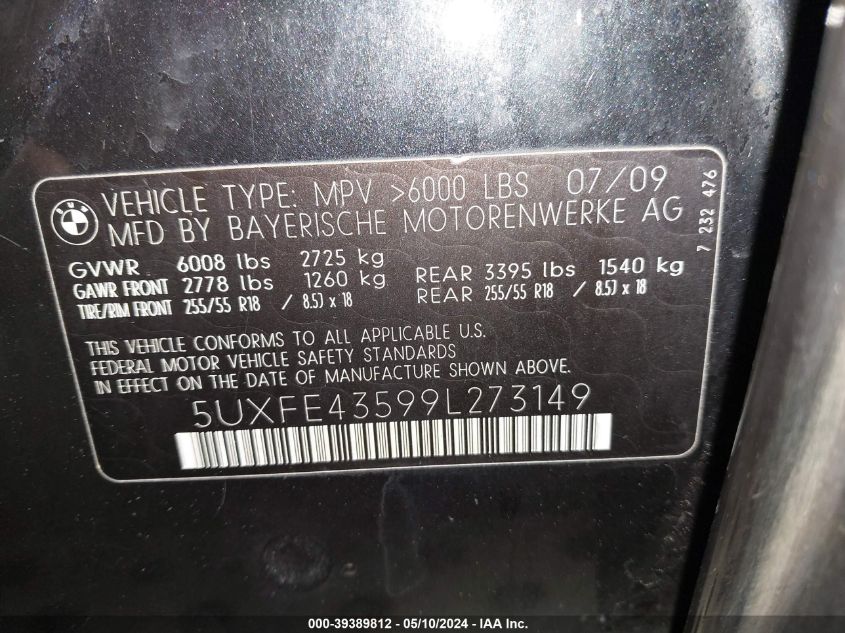 BMW
VEHICLE TYPE: MPV >6000 LBS 07/09
MFD BY BAYERISCHE MOTORENWERKE AG
7 232 476
GVWR 6008 lbs 2725 kg
GAWR FRONT 2778 lbs 1260 kg REAR 3395 lbs 1540 kg
TIRE/RIM FRONT 255/55 R18 / 8.5J x 18 REAR 255/55 R18 / 8.5J x 18
THIS VEHICLE CONFORMS TO ALL APPLICABLE U.S.
FEDERAL MOTOR VEHICLE SAFETY STANDARDS
IN EFFECT ON THE DATE OF MANUFACTURE SHOWN ABOVE.
5UXFE43599L273149
000-39389812 - 05/10/2024 - IAA Inc.